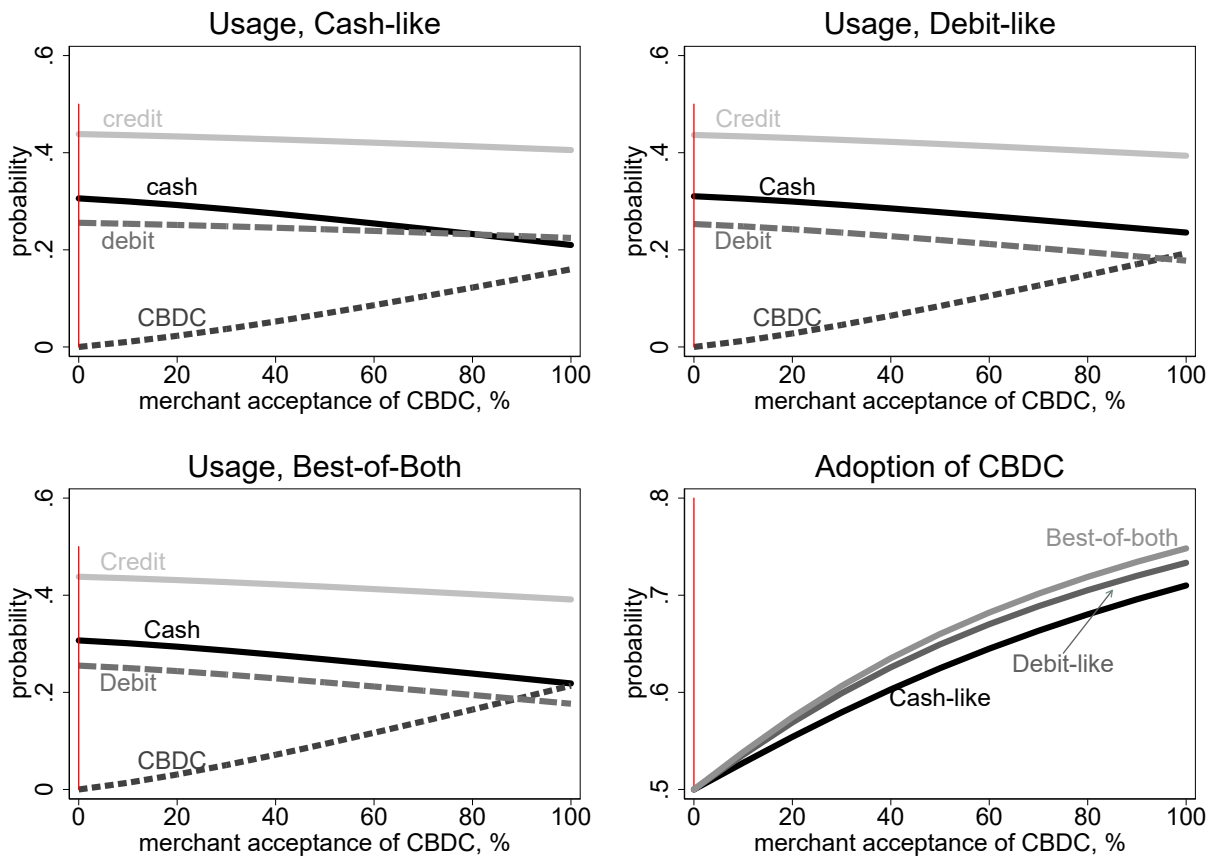 Usage, Cash-like
probability
.6
.4
.2
0
credit
cash
debit
CBDC
0 20 40 60 80 100
merchant acceptance of CBDC, %
Usage, Debit-like
probability
.6
.4
.2
0
Credit
Cash
Debit
CBDC
0 20 40 60 80 100
merchant acceptance of CBDC, %
Usage, Best-of-Both
probability
.6
.4
.2
0
Credit
Cash
Debit
CBDC
0 20 40 60 80 100
merchant acceptance of CBDC, %
Adoption of CBDC
probability
.8
.7
.6
.5
Best-of-both
Debit-like
Cash-like
0 20 40 60 80 100
merchant acceptance of CBDC, %